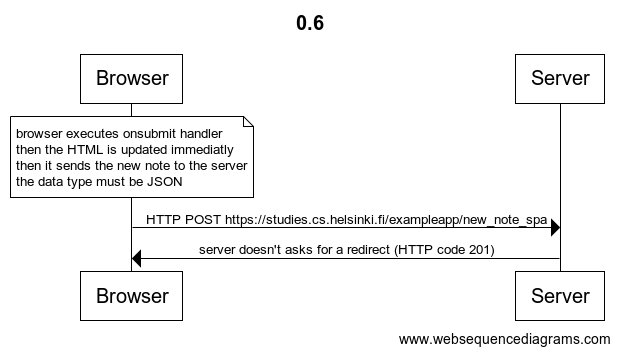 0.6
Browser
Server
browser executes onsubmit handler
then the HTML is updated immediatly
then it sends the new note to the server
the data type must be JSON
HTTP POST https://studies.cs.helsinki.fi/exampleapp/new_note_spa
server doesn't asks for a redirect (HTTP code 201)
Browser
Server
www.websequencediagrams.com